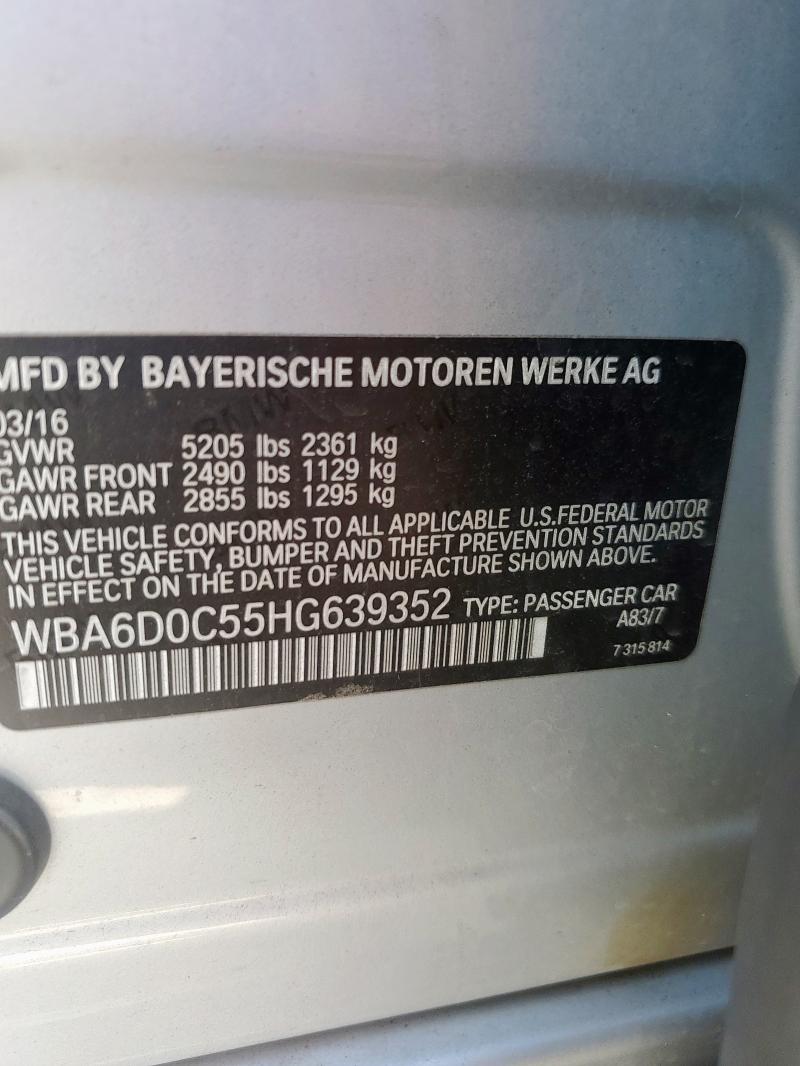 MFD BY BAYERISCHE MOTOREN WERKE AG
03/16
GVWR 5205 lbs 2361 kg
GAWR FRONT 2490 lbs 1129 kg
GAWR REAR 2855 lbs 1295 kg
THIS VEHICLE CONFORMS TO ALL APPLICABLE U.S.FEDERAL MOTOR
VEHICLE SAFETY, BUMPER AND THEFT PREVENTION STANDARDS
IN EFFECT ON THE DATE OF MANUFACTURE SHOWN ABOVE.
WBA6D0C55HG639352 TYPE: PASSENGER CAR
A83/7
7 315 814